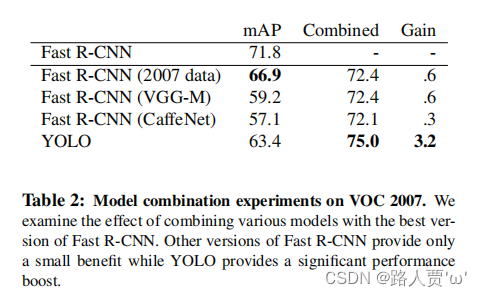 mAP Combined Gain
Fast R-CNN 71.8 - -
Fast R-CNN (2007 data) 66.9 72.4 .6
Fast R-CNN (VGG-M) 59.2 72.4 .6
Fast R-CNN (CaffeNet) 57.1 72.1 .3
YOLO 63.4 75.0 3.2
Table 2: Model combination experiments on VOC 2007. We
examine the effect of combining various models with the best ver-
sion of Fast R-CNN. Other versions of Fast R-CNN provide only
a small benefit while YOLO provides a significant performance
boost.
CSDN @路人贾'ω'